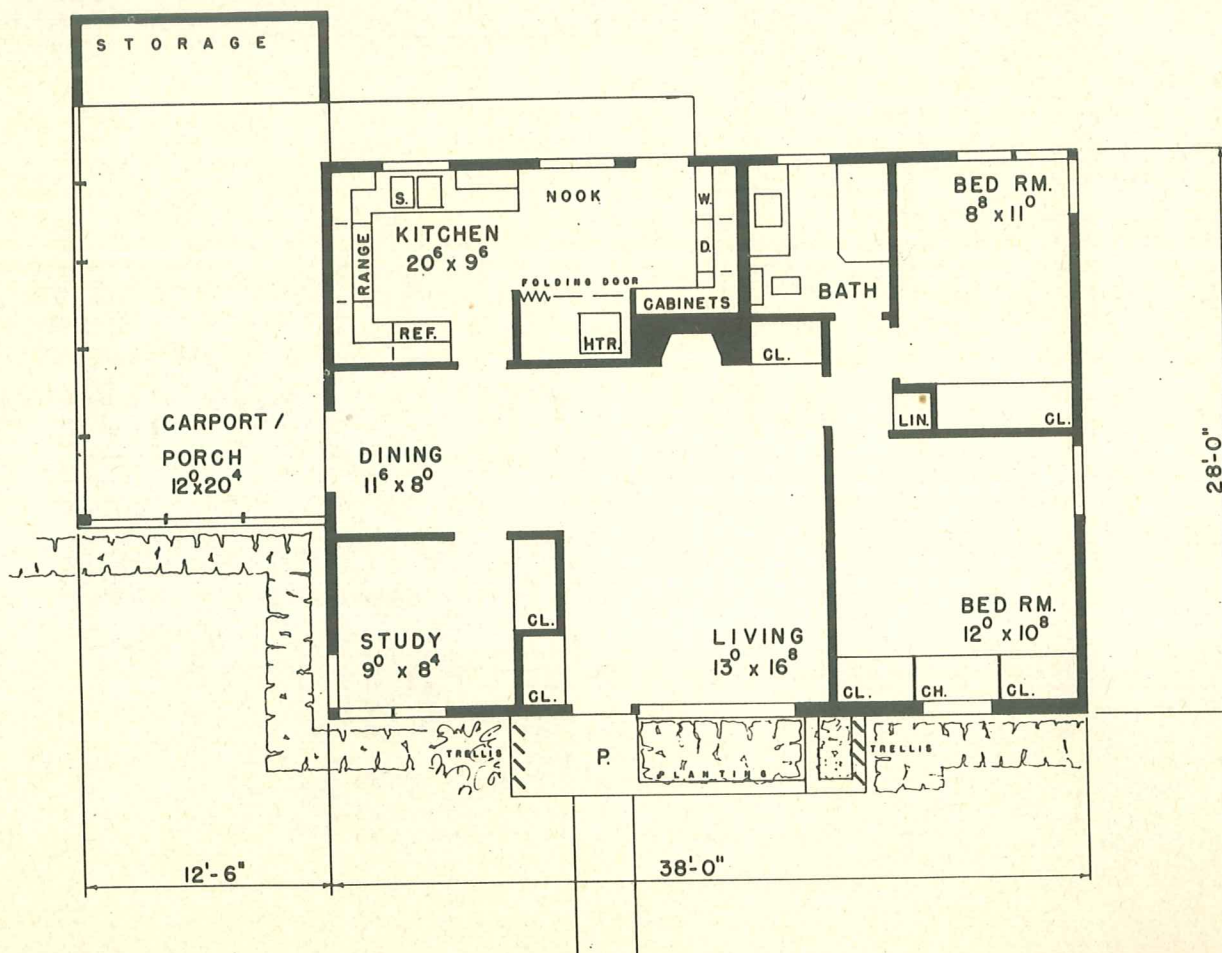 STORAGE
BED RM.
8⁸ x 11⁰
S.
NOOK
W.
KITCHEN
20⁶ x 9⁶
RANGE
D.
FOLDING DOOR
CABINETS
BATH
REF.
HTR.
CL.
LIN.
CL.
CARPORT /
PORCH
12⁰ x 20⁴
DINING
11⁶ x 8⁰
28'-0"
STUDY
9⁰ x 8⁴
CL.
CL.
LIVING
13⁰ x 16⁸
BED RM.
12⁰ x 10⁸
CL.
CH.
CL.
TRELLIS
P.
PLANTING
TRELLIS
12'-6"
38'-0"